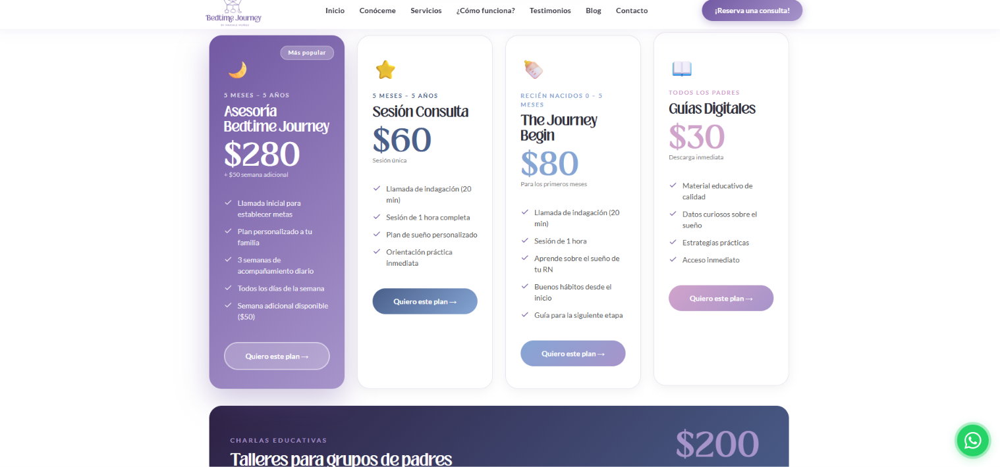 Bedtime Journey
Inicio
Conóceme
Servicios
¿Cómo funciona?
Testimonios
Blog
Contacto
¡Reserva una consulta!
Más popular
5 MESES – 5 AÑOS
Asesoría
Bedtime Journey
$280
+ $50 semana adicional
Llamada inicial para
establecer metas
Plan personalizado a tu
familia
3 semanas de
acompañamiento diario
Todos los días de la semana
Semana adicional disponible
($50)
Quiero este plan →
5 MESES – 5 AÑOS
Sesión Consulta
$60
Sesión única
Llamada de indagación (20
min)
Sesión de 1 hora completa
Plan de sueño personalizado
Orientación práctica
inmediata
Quiero este plan →
RECIÉN NACIDOS 0 – 5
MESES
The Journey
Begin
$80
Para los primeros meses
Llamada de indagación (20
min)
Sesión de 1 hora
Aprende sobre el sueño de
tu RN
Buenos hábitos desde el
inicio
Guía para la siguiente etapa
Quiero este plan →
TODOS LOS PADRES
Guías Digitales
$30
Descarga inmediata
Material educativo de
calidad
Datos curiosos sobre el
sueño
Estrategias prácticas
Acceso inmediato
Quiero este plan →
CHARLAS EDUCATIVAS
Talleres para grupos de padres
$200